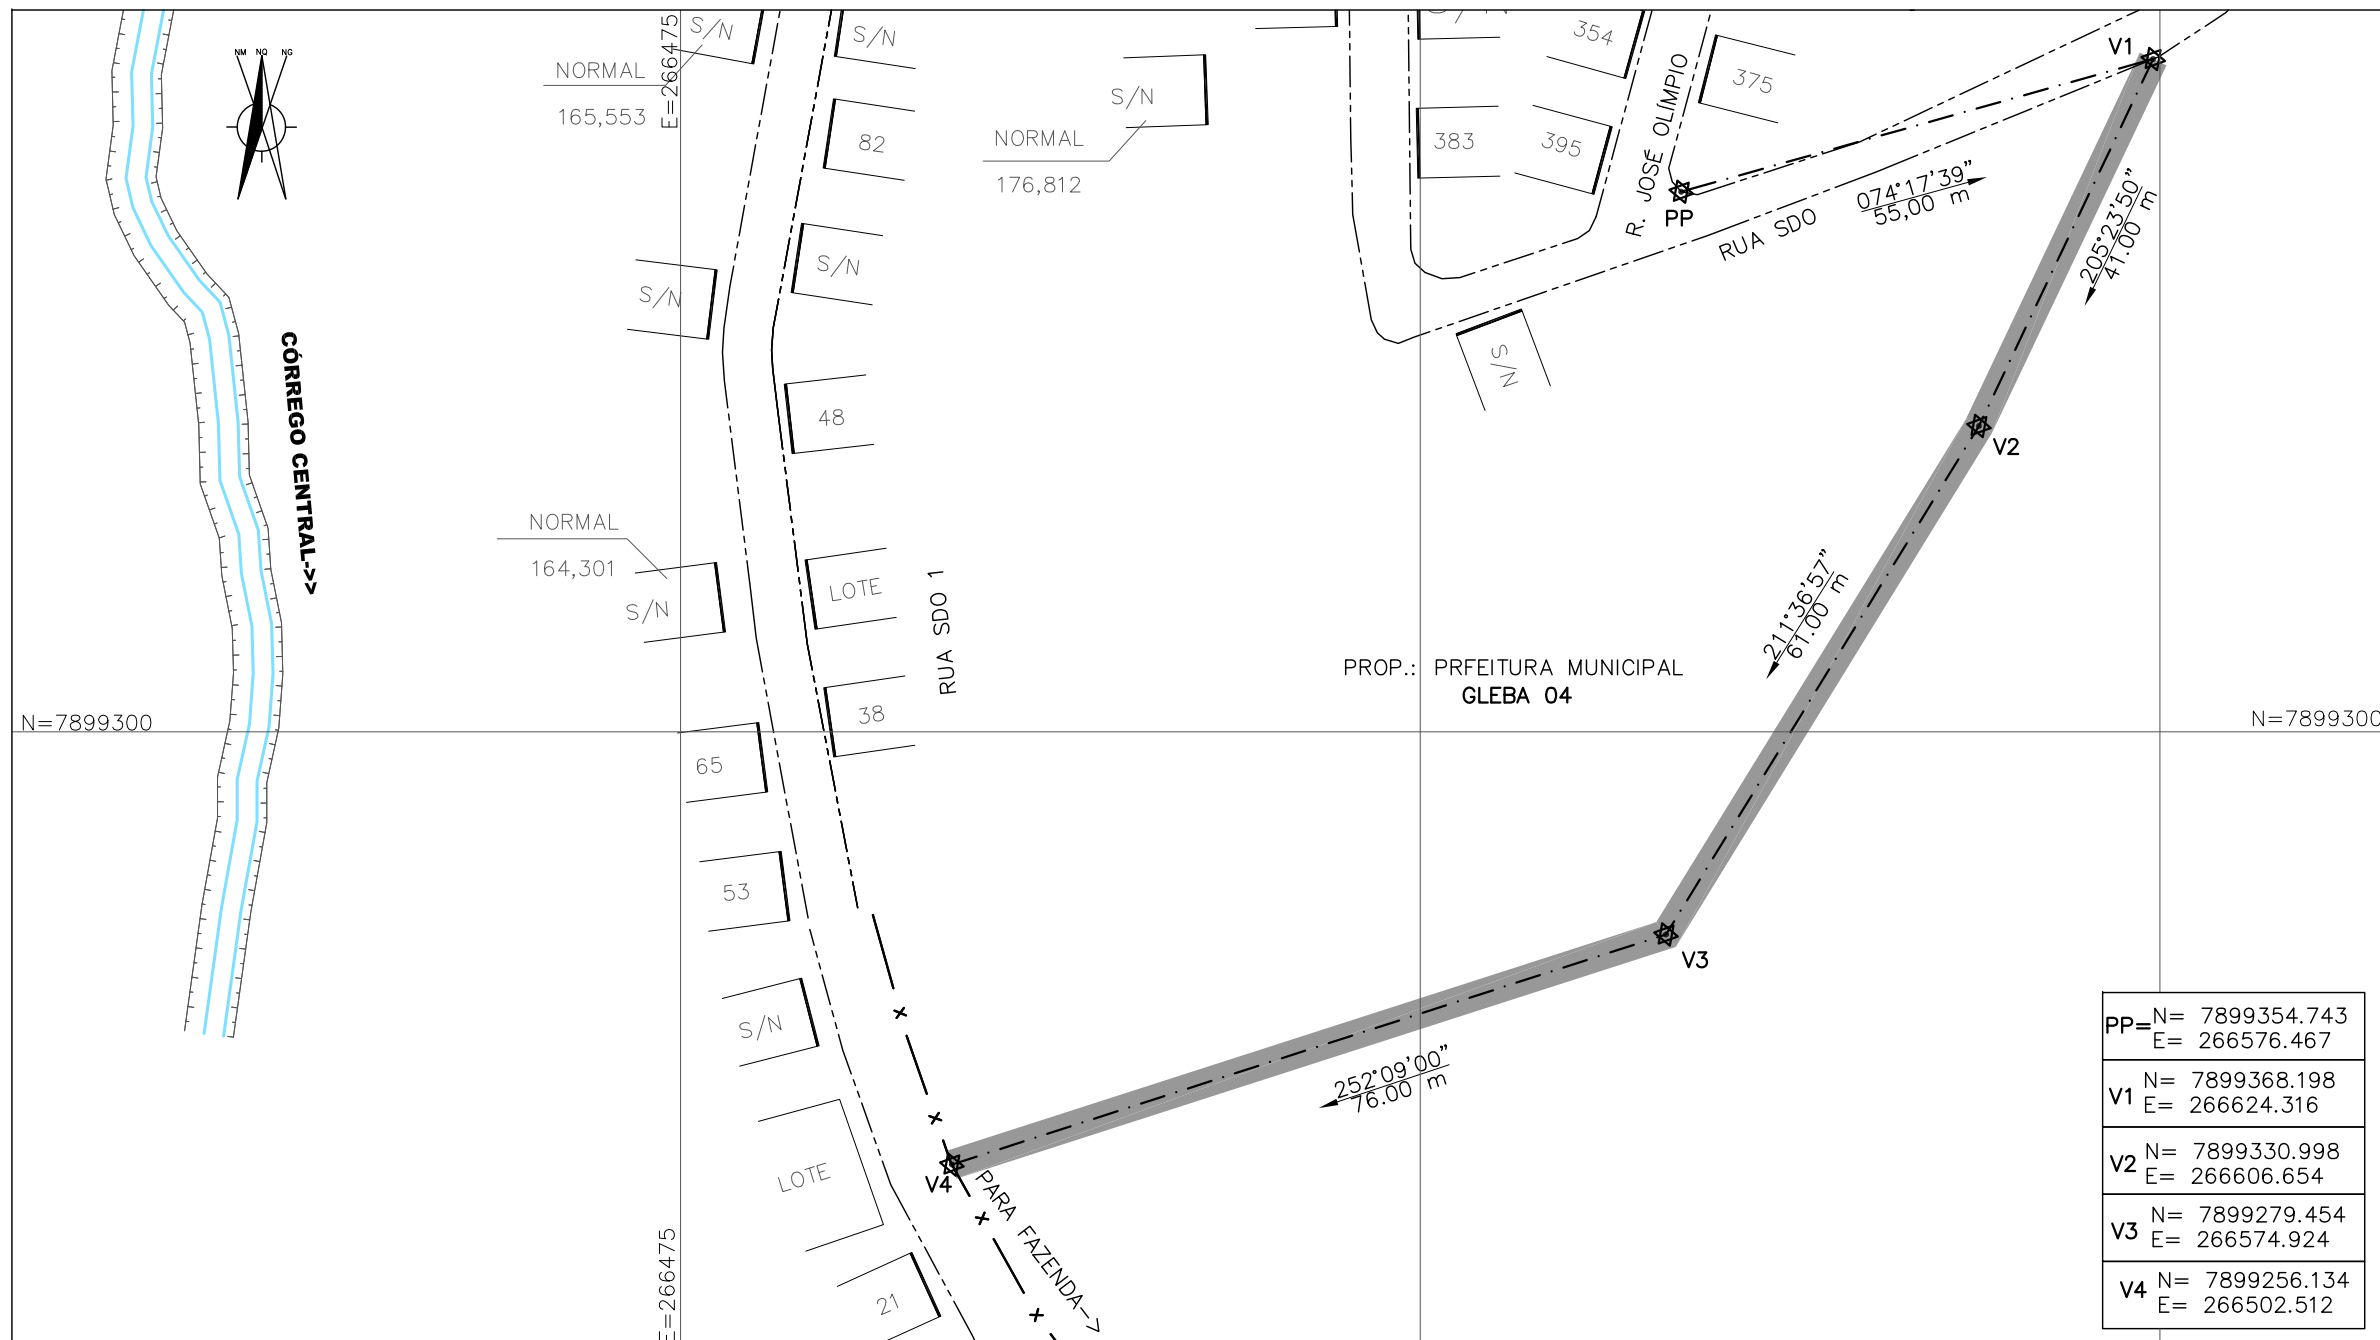 NM NQ NG
E=266475
S/N
S/N
NORMAL
165,553
82
S/N
NORMAL
176,812
S/N
354
375
383
395
R. JOSÉ OLÍMPIO
V1
PP
RUA SDO
074°17'39"
55,00 m
205°23'50"
41.00 m
S/N
S/N
CÓRREGO CENTRAL->>
S/N
48
V2
NORMAL
164,301
S/N
LOTE
RUA SDO 1
211°36'57"
61.00 m
PROP.: PRFEITURA MUNICIPAL
GLEBA 04
38
N=7899300
N=7899300
65
53
V3
S/N
252°09'00"
76.00 m
LOTE
V4
PARA FAZENDA->
21
E=266475
PP= N= 7899354.743
E= 266576.467
V1 N= 7899368.198
E= 266624.316
V2 N= 7899330.998
E= 266606.654
V3 N= 7899279.454
E= 266574.924
V4 N= 7899256.134
E= 266502.512